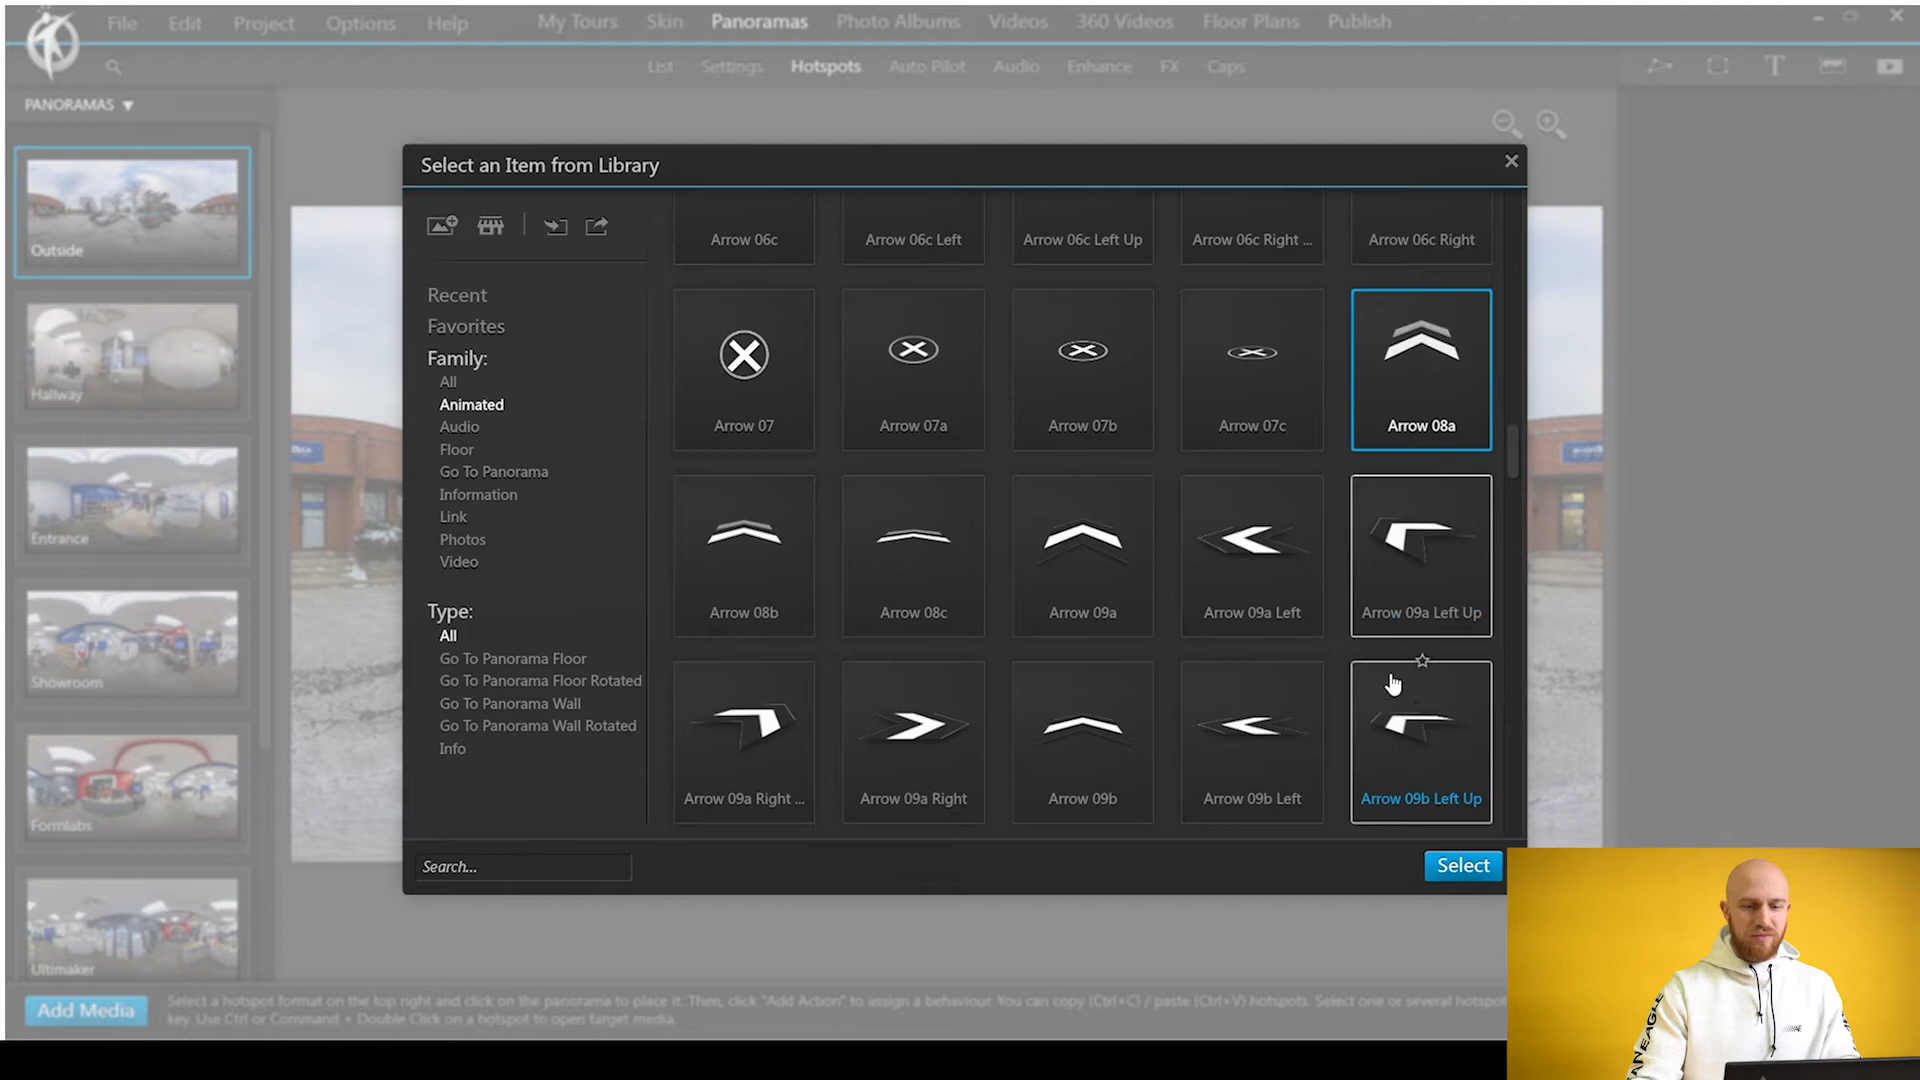 File Edit Project Options Help My Tours Skin Panoramas Photo Albums Videos 360 Videos Floor Plans Publish
List Settings Hotspots Auto Pilot Audio Enhance FX Caps T
PANORAMAS
Outside
Hallway
Entrance
Showroom
Formlabs
Ultimaker
Select an Item from Library
Recent
Favorites
Family:
All
Animated
Audio
Floor
Go To Panorama
Information
Link
Photos
Video
Type:
All
Go To Panorama Floor
Go To Panorama Floor Rotated
Go To Panorama Wall
Go To Panorama Wall Rotated
Info
Arrow 06c Arrow 06c Left Arrow 06c Left Up Arrow 06c Right ... Arrow 06c Right
Arrow 07 Arrow 07a Arrow 07b Arrow 07c Arrow 08a
Arrow 08b Arrow 08c Arrow 09a Arrow 09a Left Arrow 09a Left Up
Arrow 09a Right ... Arrow 09a Right Arrow 09b Arrow 09b Left Arrow 09b Left Up
Search... Select
Add Media
Select a hotspot format on the top right and click on the panorama to place it. Then, click "Add Action" to assign a behaviour. You can copy (Ctrl+C) / paste (Ctrl+V) hotspots. Select one or several hotspot
key. Use Ctrl or Command + Double Click on a hotspot to open target media.